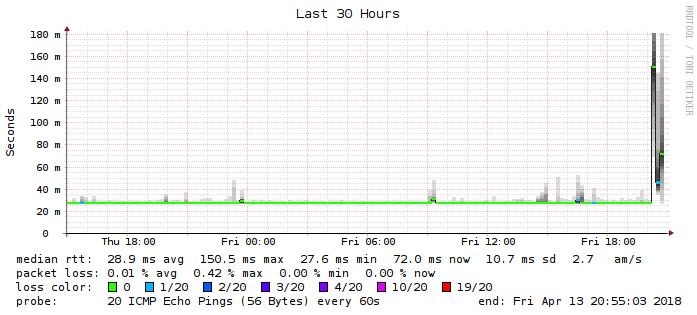 Last 30 Hours
RRDTOOL / TOBI OETIKER
Seconds
180 m
160 m
140 m
120 m
100 m
80 m
60 m
40 m
20 m
0
Thu 18:00 Fri 00:00 Fri 06:00 Fri 12:00 Fri 18:00
median rtt: 28.9 ms avg 150.5 ms max 27.6 ms min 72.0 ms now 10.7 ms sd 2.7 am/s
packet loss: 0.01 % avg 0.42 % max 0.00 % min 0.00 % now
loss color: 0 1/20 2/20 3/20 4/20 10/20 19/20
probe: 20 ICMP Echo Pings (56 Bytes) every 60s end: Fri Apr 13 20:55:03 2018